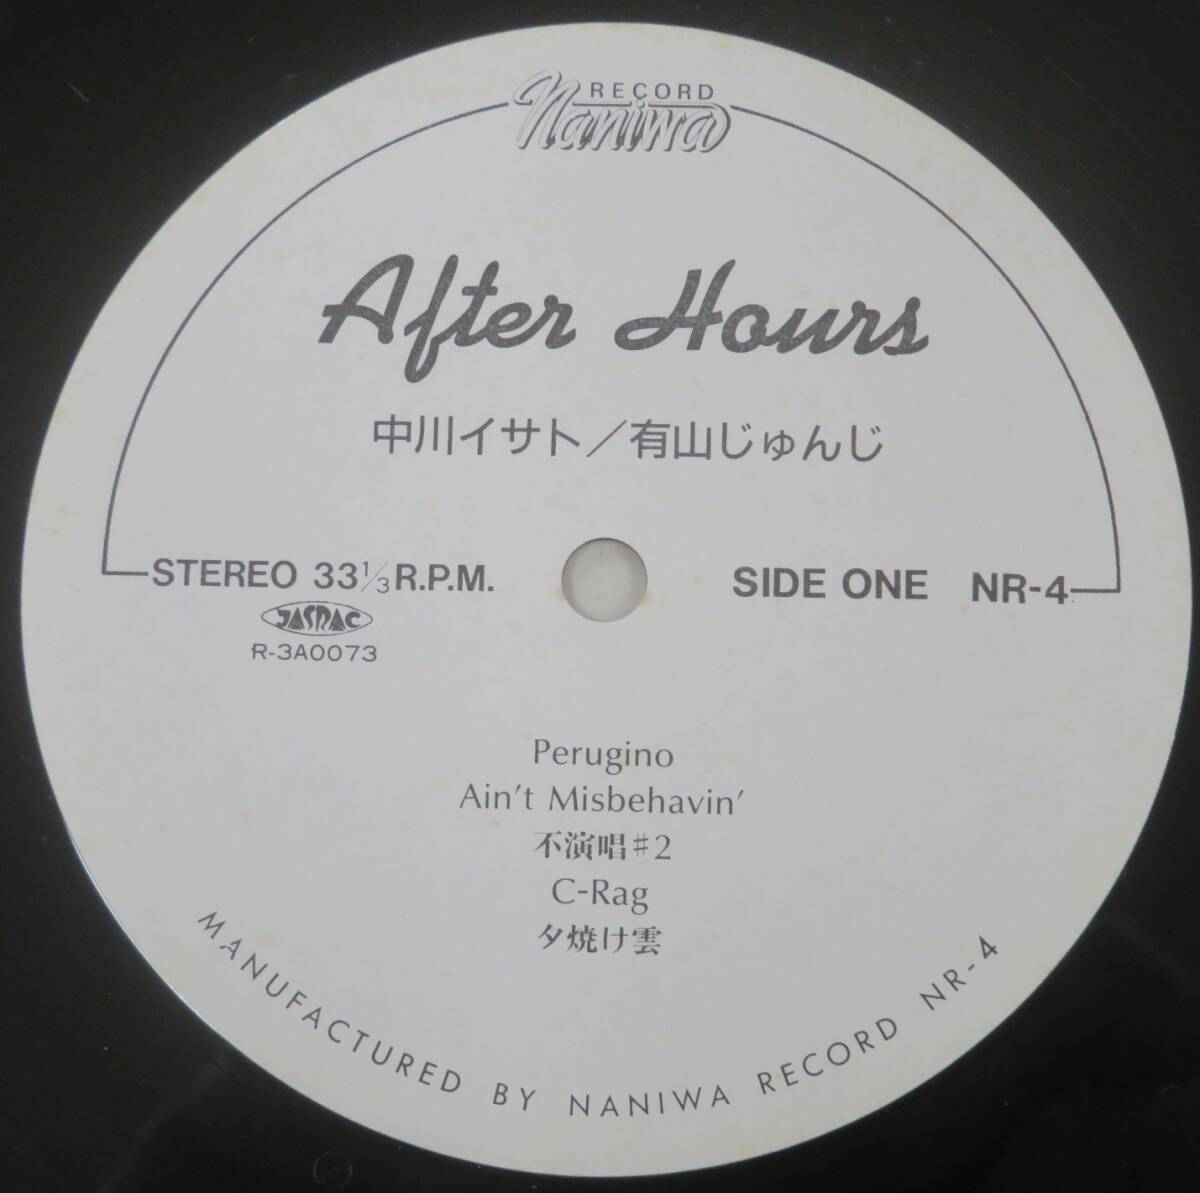 RECORD
Naniwa
After Hours
中川イサト／有山じゅんじ
STEREO 33⅓ R.P.M.
SIDE ONE NR-4
JASRAC
R-3A0073
Perugino
Ain't Misbehavin'
不演唱♯2
C-Rag
夕焼け雲
MANUFACTURED BY NANIWA RECORD NR-4